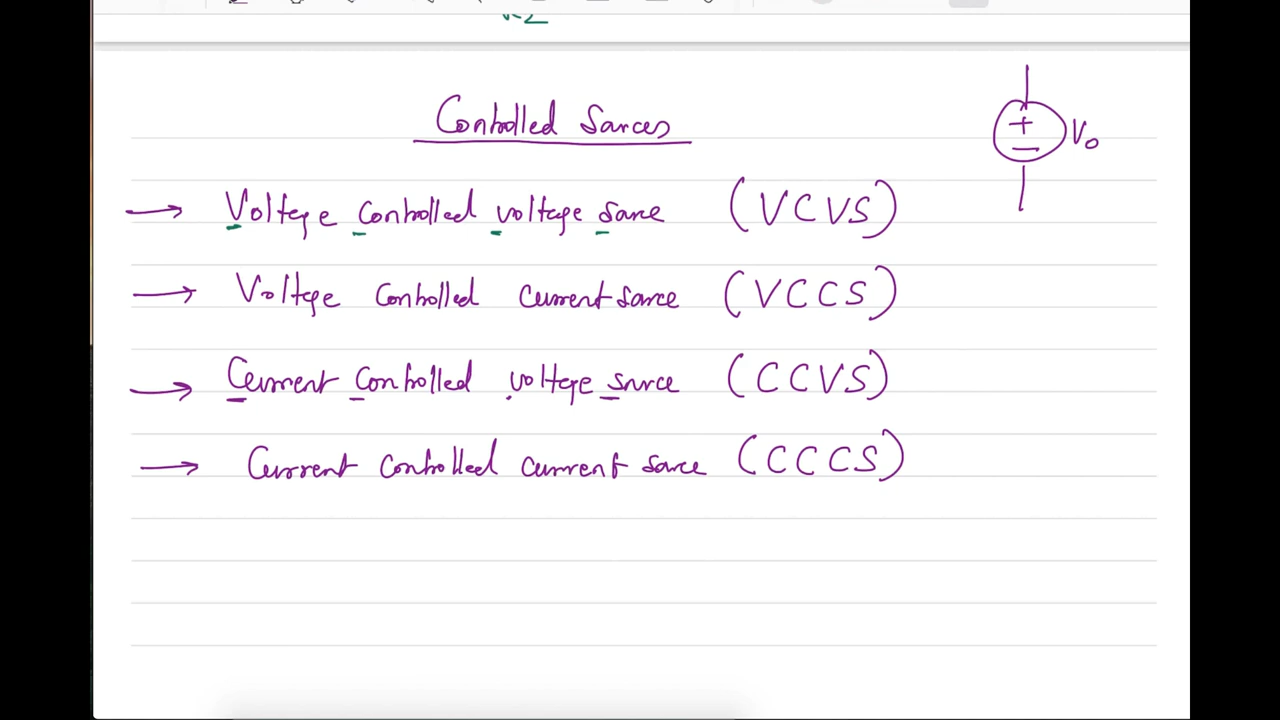 Controlled Sources
+
− V₀
→ Voltage Controlled voltage source (VCVS)
→ Voltage Controlled current source (VCCS)
→ Current Controlled voltage source (CCVS)
→ Current Controlled current source (CCCS)